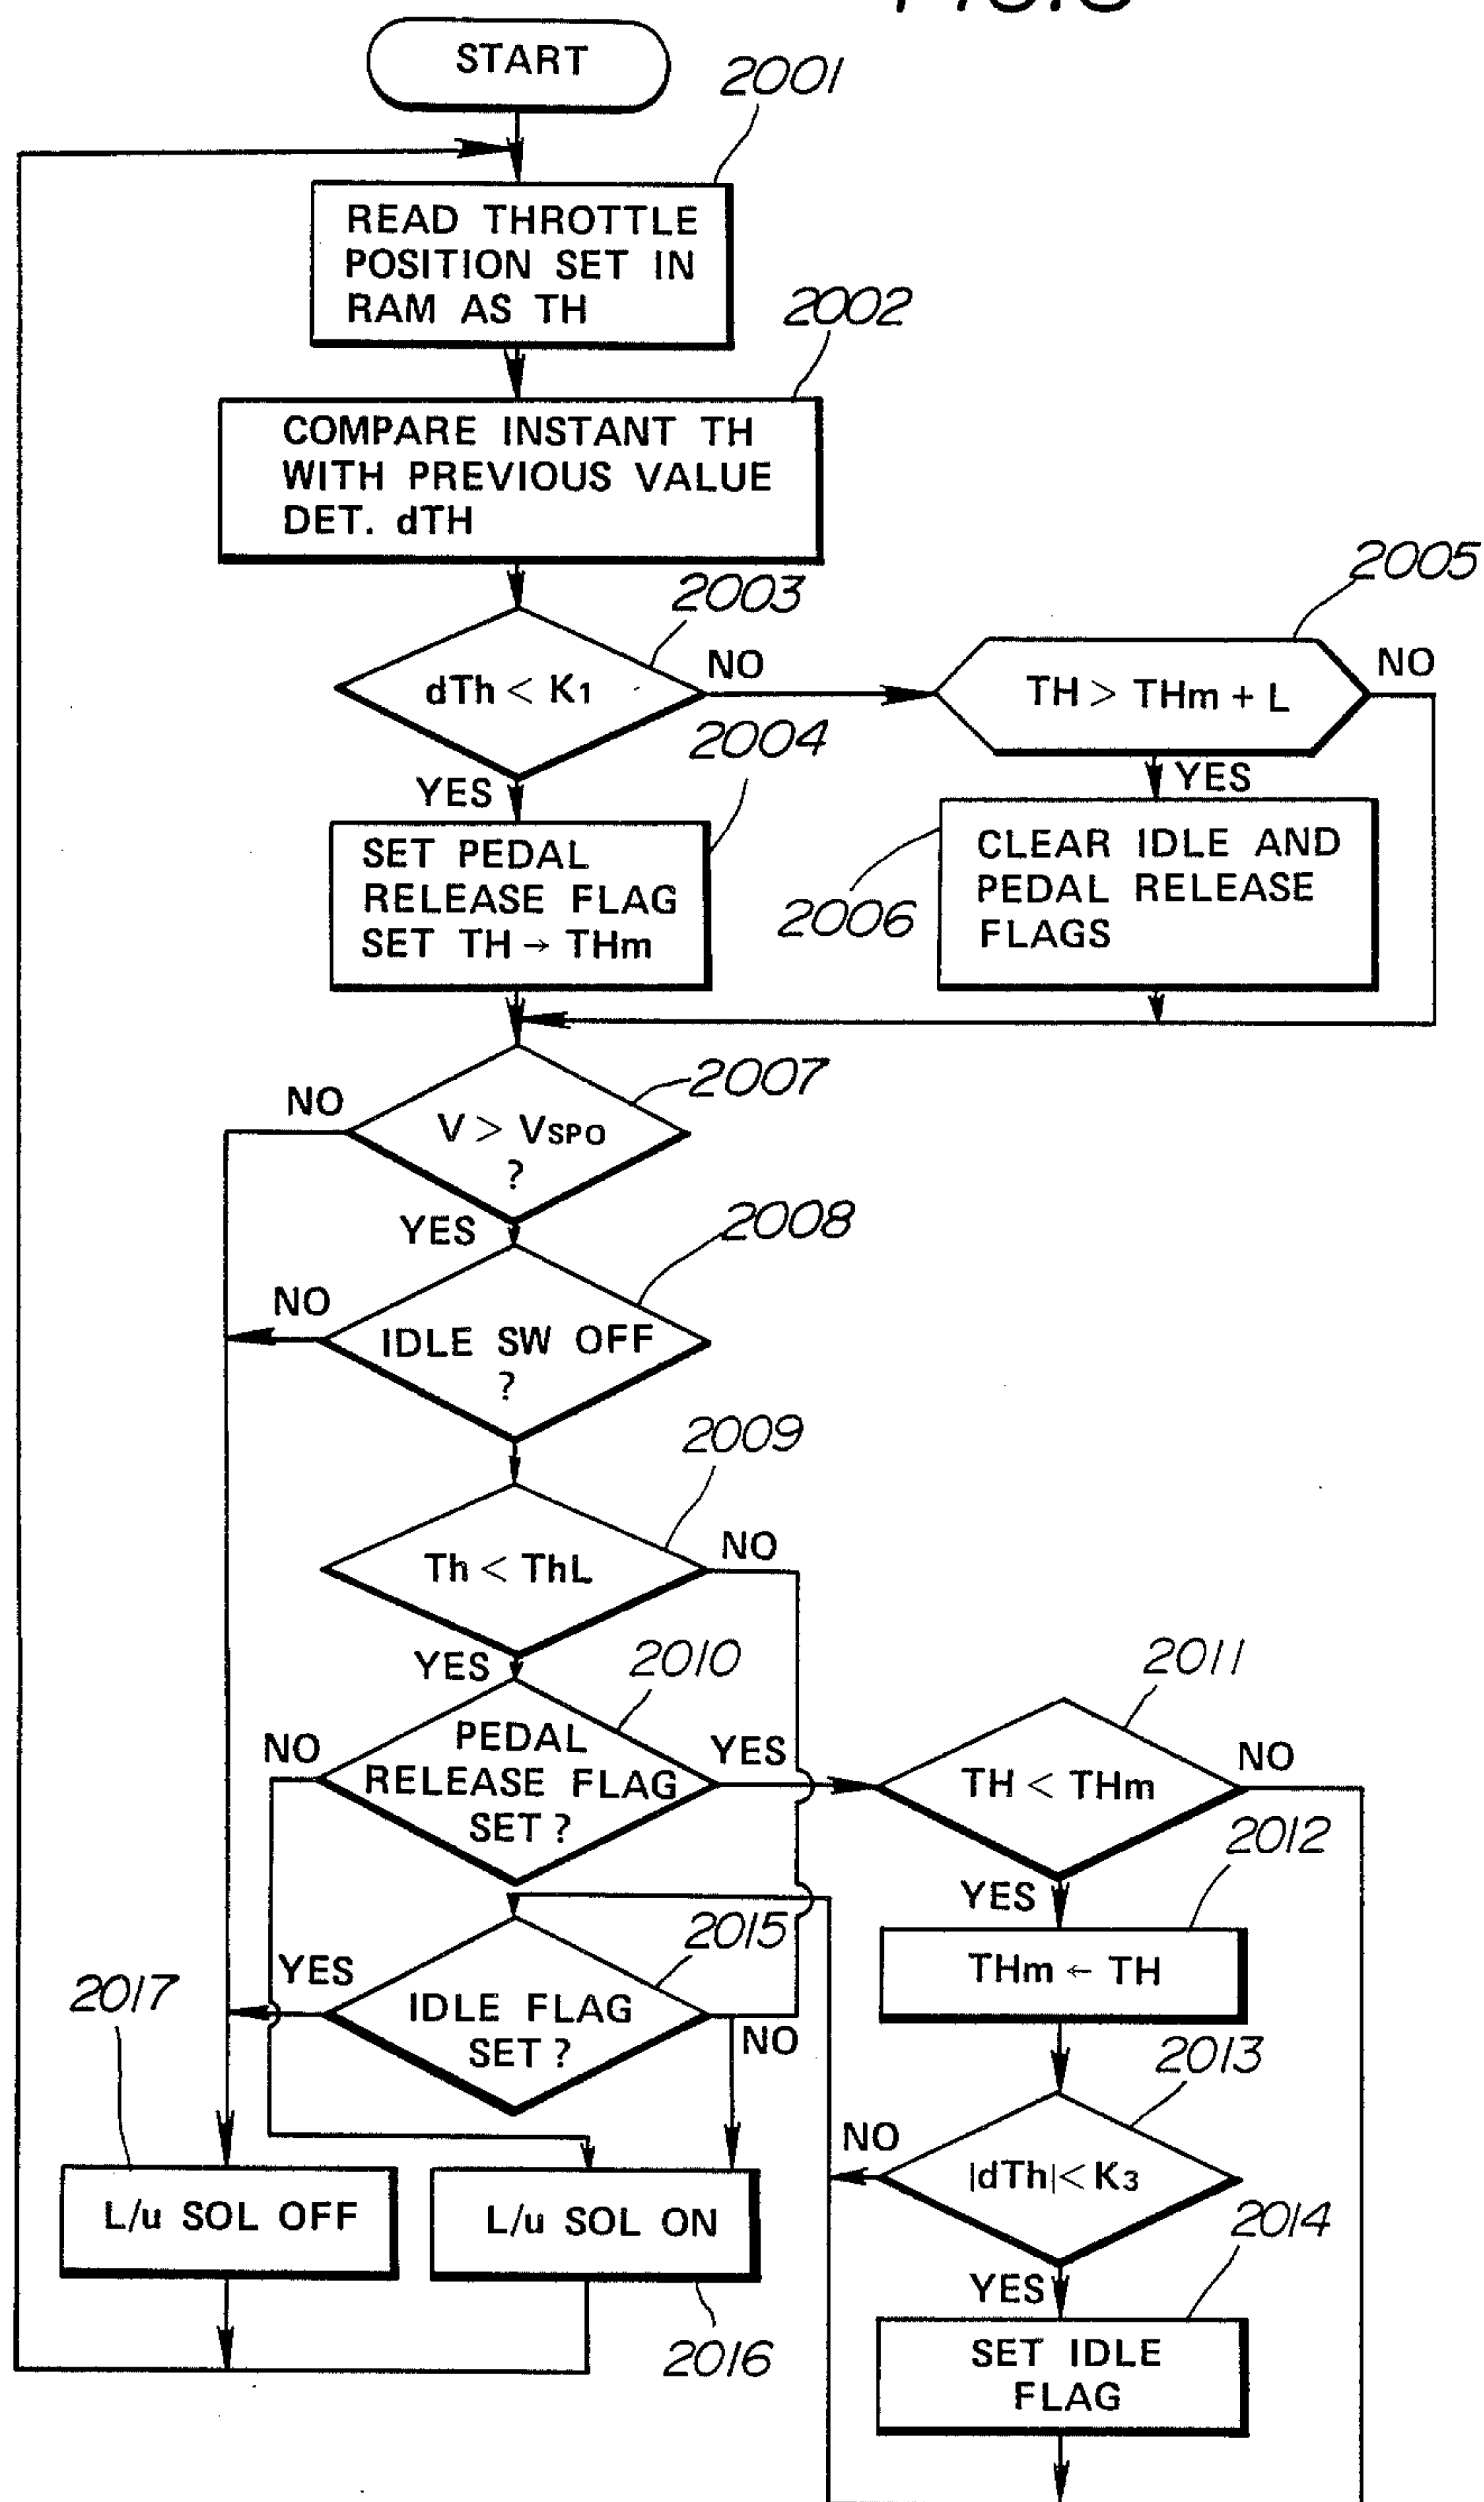 START
2001
READ THROTTLE
POSITION SET IN
RAM AS TH
2002
COMPARE INSTANT TH
WITH PREVIOUS VALUE
DET. dTH
2003
dTh < K1
NO
2005
TH > THm + L
NO
YES
2004
SET PEDAL
RELEASE FLAG
SET TH → THm
YES
2006
CLEAR IDLE AND
PEDAL RELEASE
FLAGS
2007
NO
V > VSPO
?
YES
2008
NO
IDLE SW OFF
?
2009
Th < ThL
NO
YES
2010
NO
PEDAL
RELEASE FLAG
SET ?
YES
2011
TH < THm
NO
YES
2012
THm ← TH
2015
YES
IDLE FLAG
SET ?
NO
2013
NO
|dTh| < K3
YES
2014
SET IDLE
FLAG
2017
L/u SOL OFF
L/u SOL ON
2016